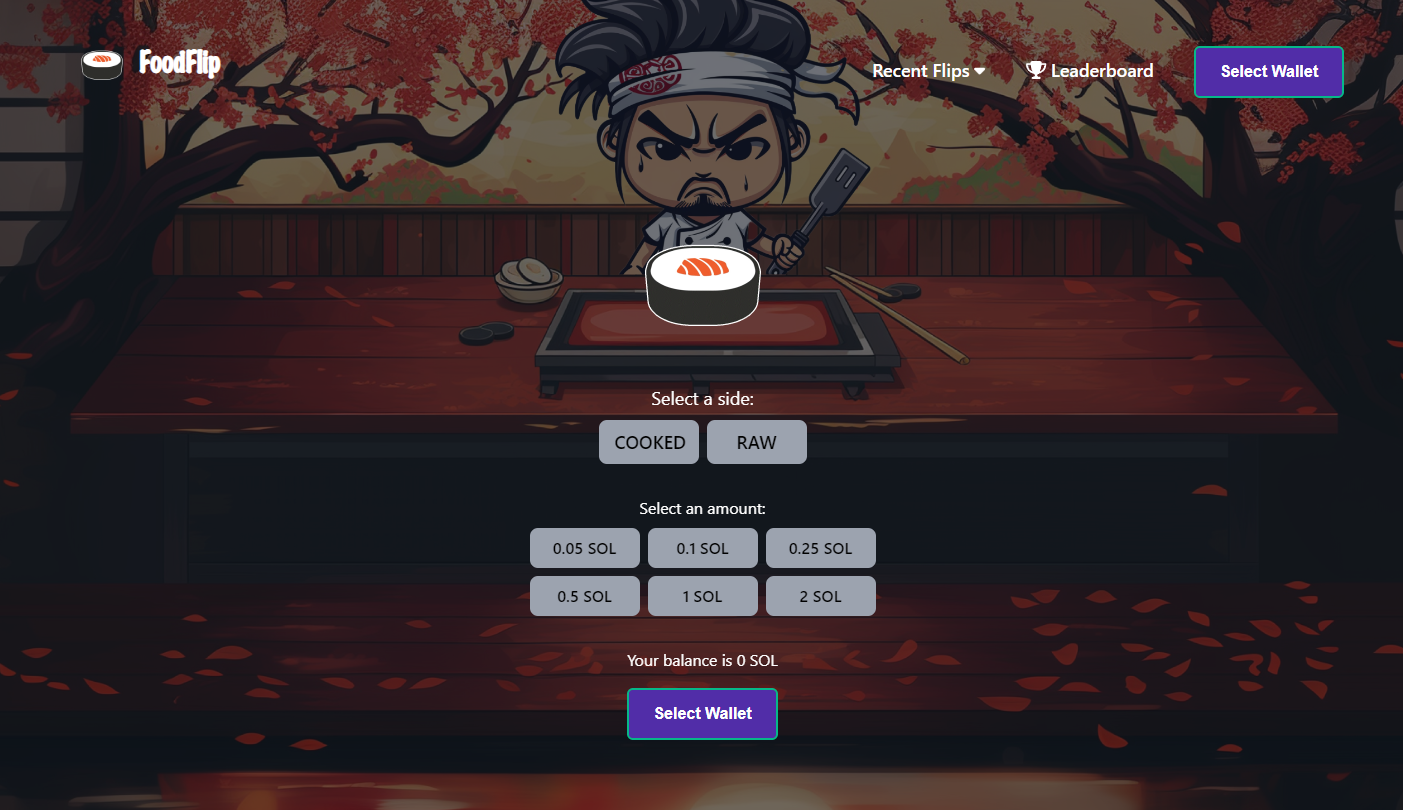 FoodFlip
Recent Flips
Leaderboard
Select Wallet
Select a side:
COOKED
RAW
Select an amount:
0.05 SOL
0.1 SOL
0.25 SOL
0.5 SOL
1 SOL
2 SOL
Your balance is 0 SOL
Select Wallet